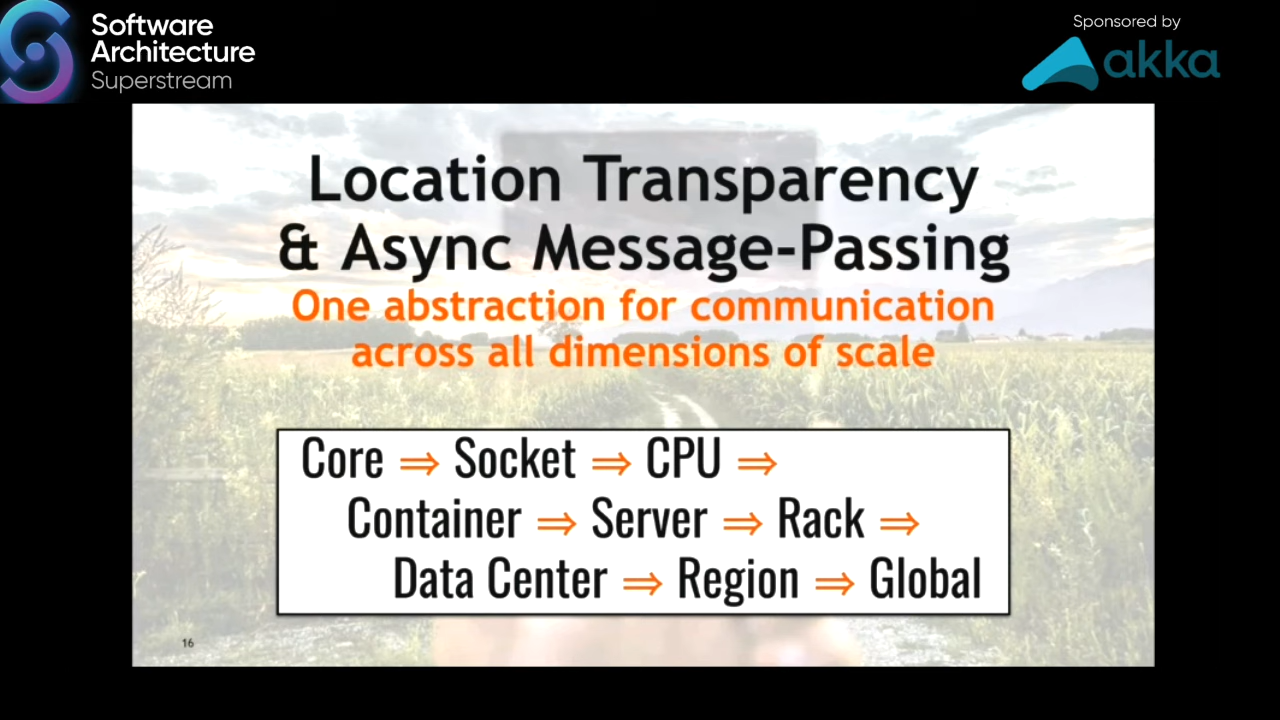 Software
Architecture
Superstream
Sponsored by
akka
Location Transparency
& Async Message-Passing
One abstraction for communication
across all dimensions of scale
Core ⇒ Socket ⇒ CPU ⇒
Container ⇒ Server ⇒ Rack ⇒
Data Center ⇒ Region ⇒ Global
16